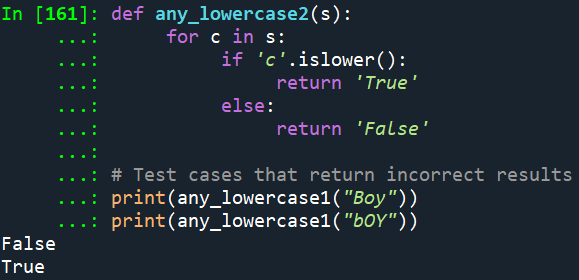 In [161]: def any_lowercase2(s):
     ...:     for c in s:
     ...:         if 'c'.islower():
     ...:             return 'True'
     ...:         else:
     ...:             return 'False'
     ...:
     ...: # Test cases that return incorrect results
     ...: print(any_lowercase1("Boy"))
     ...: print(any_lowercase1("bOY"))
False
True